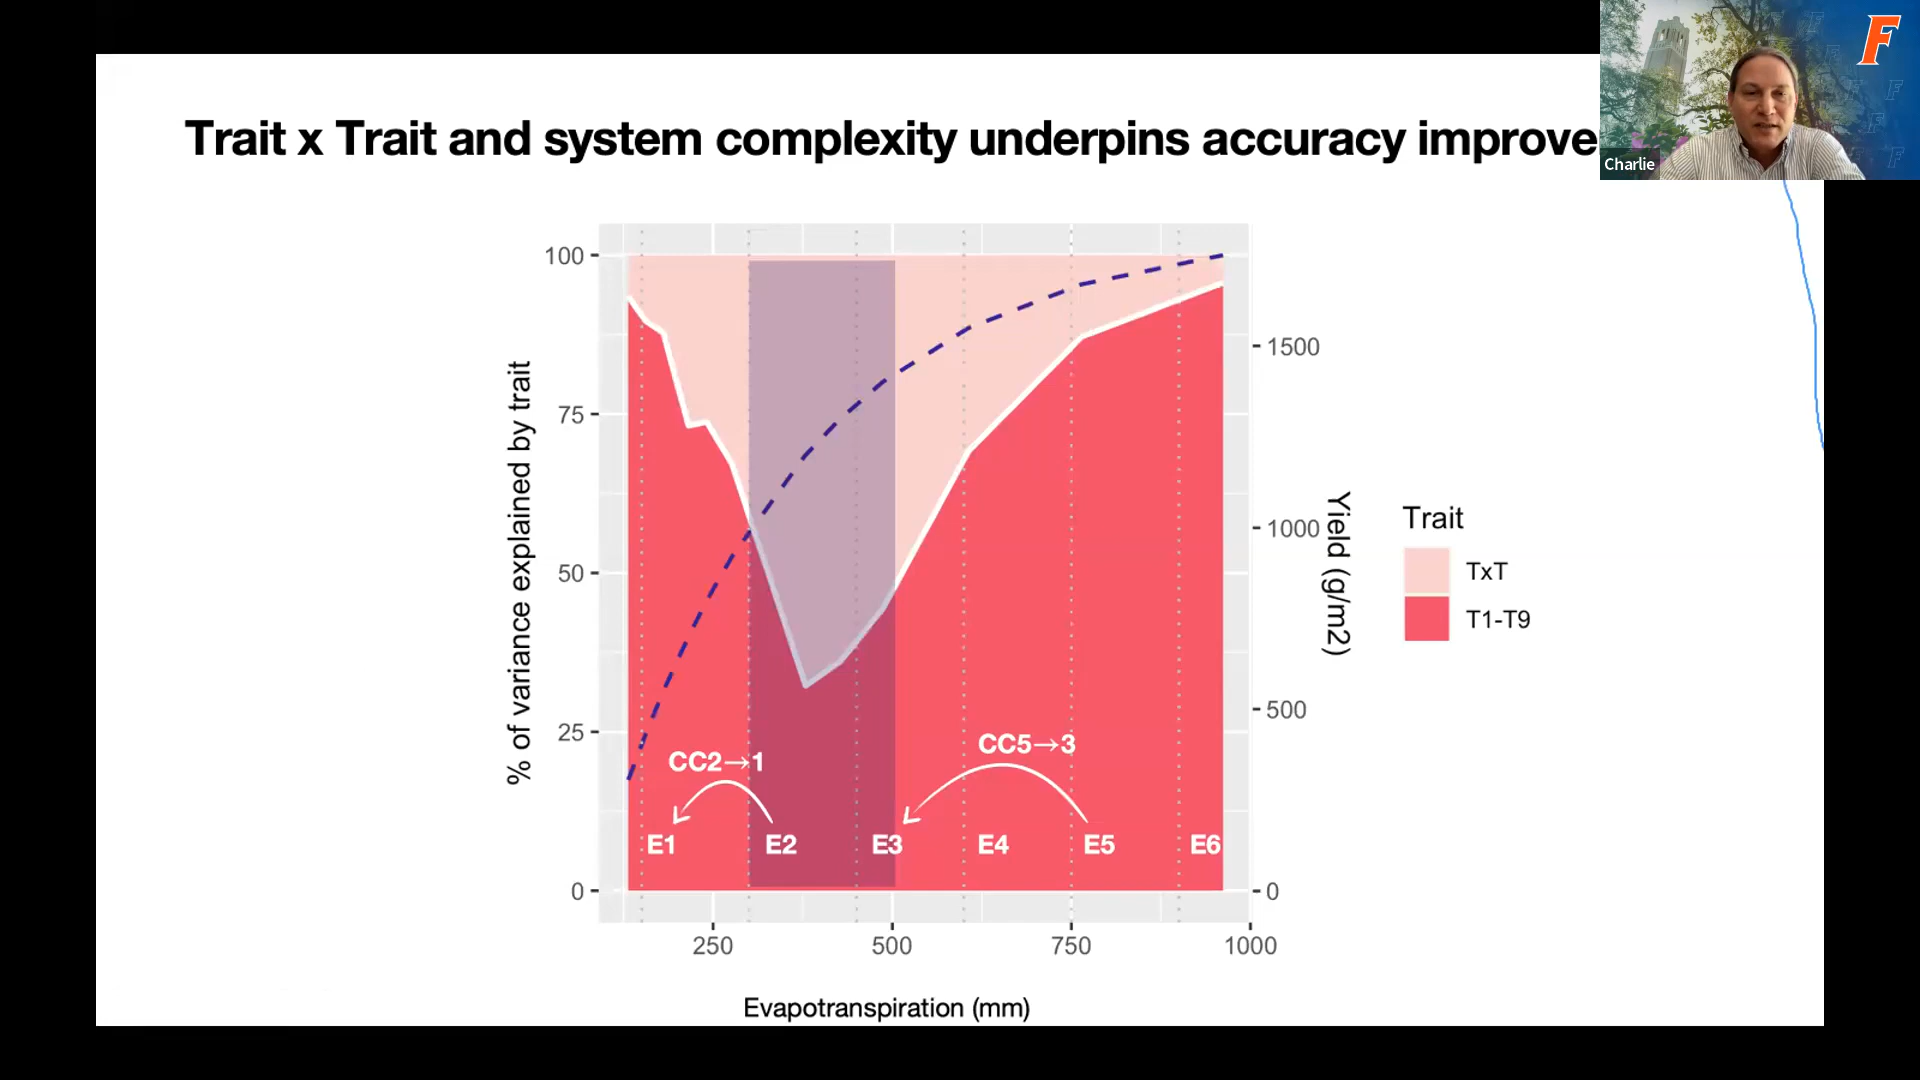 F
Charlie
Trait x Trait and system complexity underpins accuracy improve
100
75
50
25
0
% of variance explained by trait
1500
1000
500
0
Yield (g/m2)
Trait
TxT
T1-T9
CC2→1
CC5→3
E1 E2 E3 E4 E5 E6
250 500 750 1000
Evapotranspiration (mm)